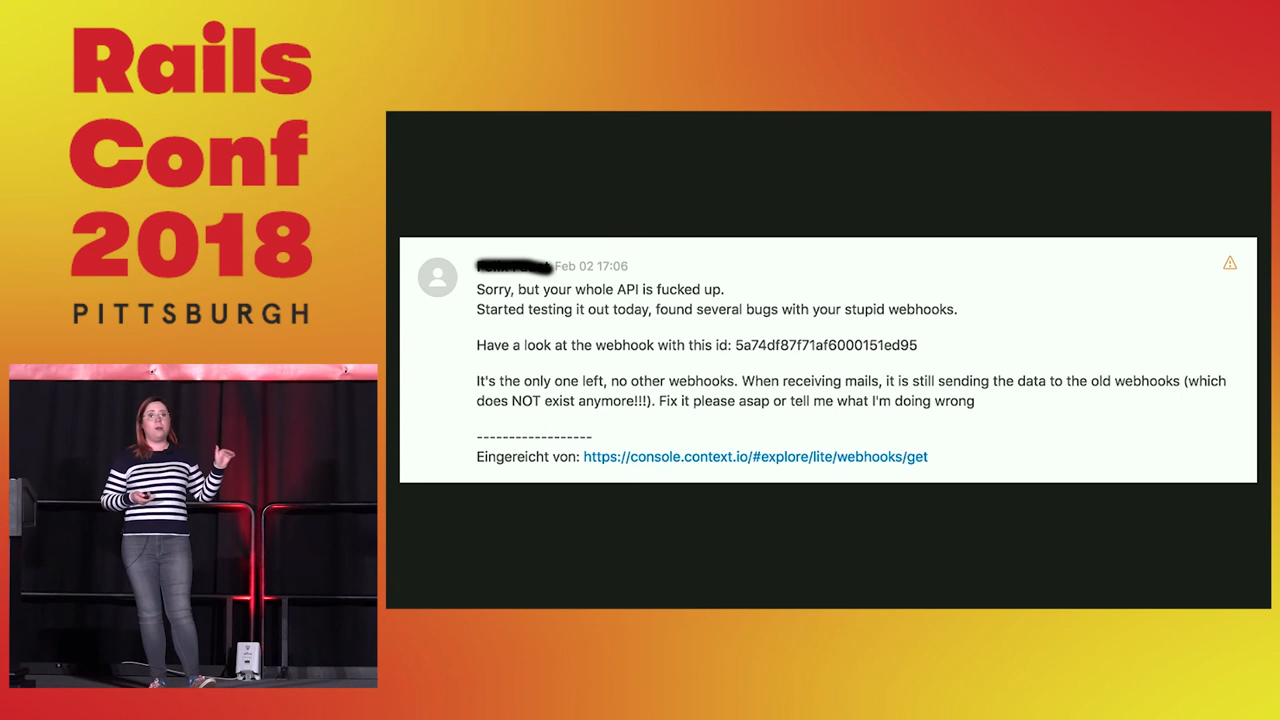 Rails
Conf
2018
PITTSBURGH
Feb 02 17:06
Sorry, but your whole API is fucked up.
Started testing it out today, found several bugs with your stupid webhooks.
Have a look at the webhook with this id: 5a74df87f71af6000151ed95
It's the only one left, no other webhooks. When receiving mails, it is still sending the data to the old webhooks (which
does NOT exist anymore!!!). Fix it please asap or tell me what I'm doing wrong
------------------
Eingereicht von: https://console.context.io/#explore/lite/webhooks/get